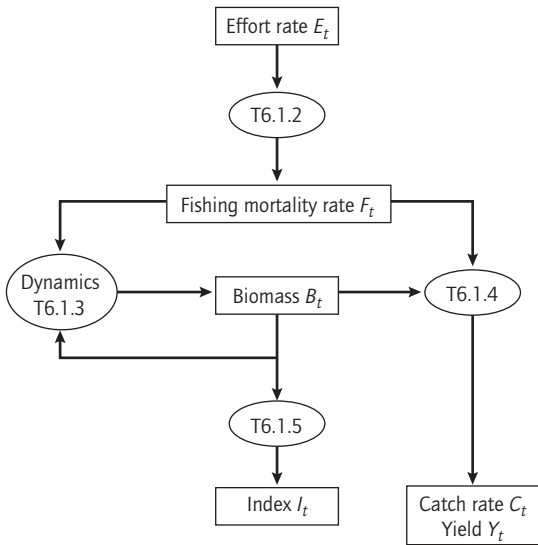 Effort rate E_t
T6.1.2
Fishing mortality rate F_t
Dynamics
T6.1.3
Biomass B_t
T6.1.4
T6.1.5
Index I_t
Catch rate C_t
Yield Y_t